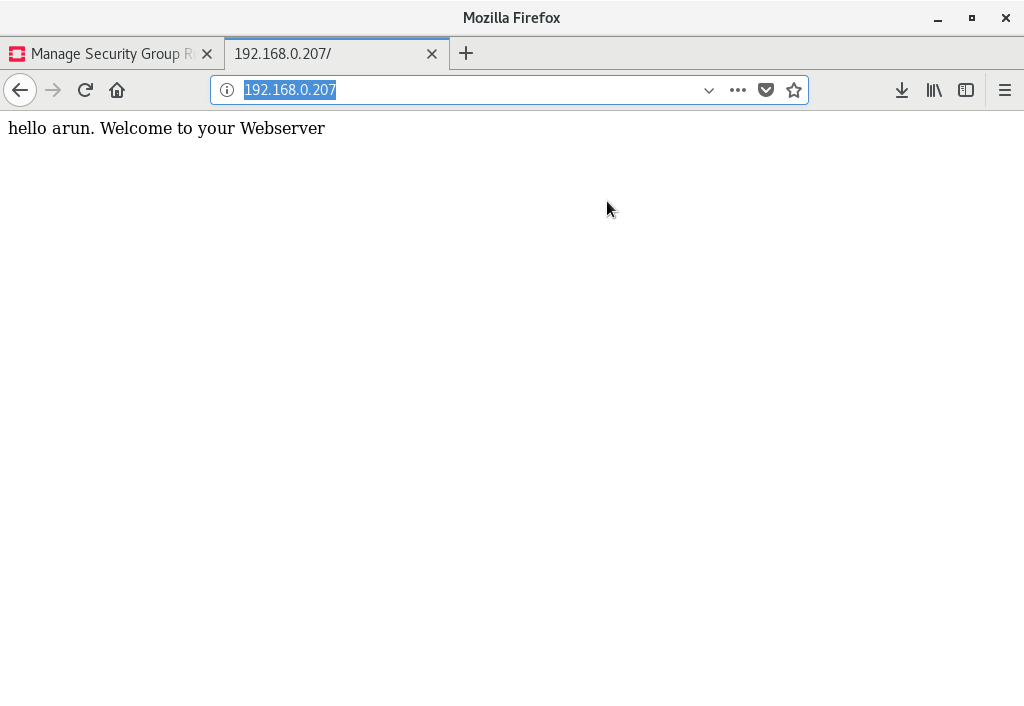 Mozilla Firefox
Manage Security Group R
192.168.0.207/
192.168.0.207
hello arun. Welcome to your Webserver